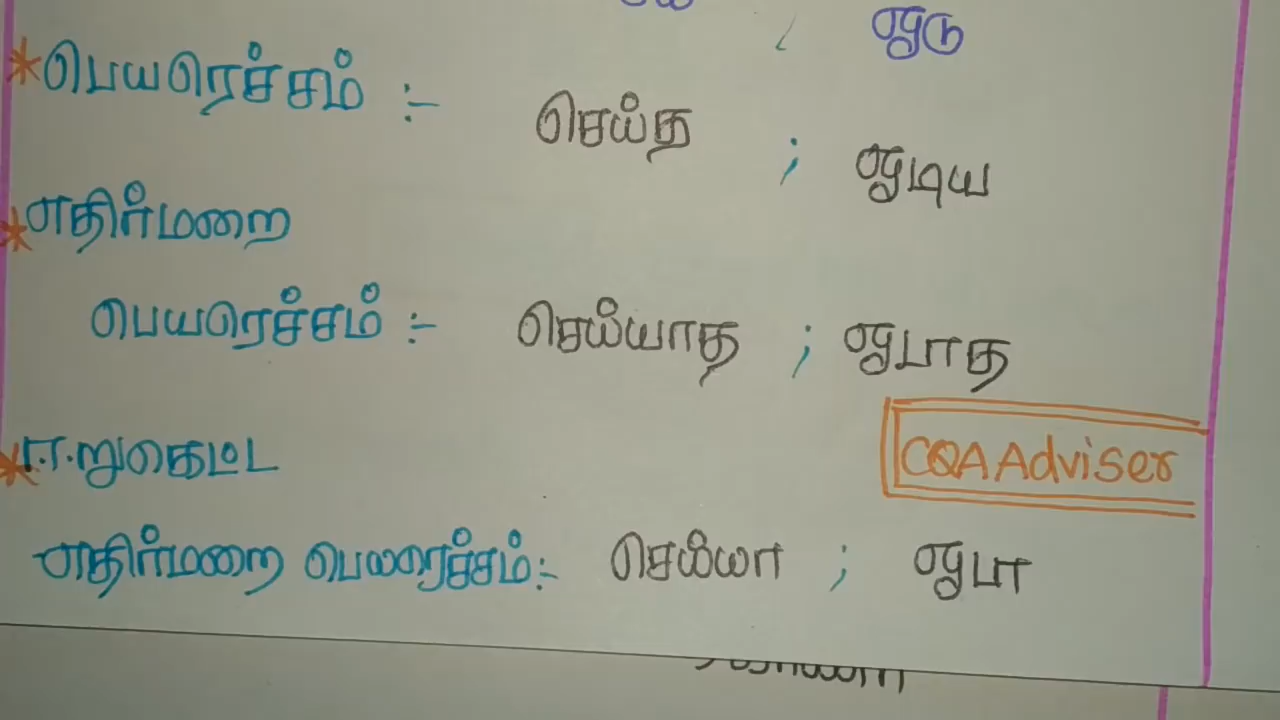 ஓடு
*பெயரெச்சம் :- செய்த ; ஓடிய
*எதிர்மறை
பெயரெச்சம் :- செய்யாத ; ஓடாத
*ஈறுகெட்ட
CQA Adviser
எதிர்மறை பெயரைச்சம்:- செய்யா ; ஓடா